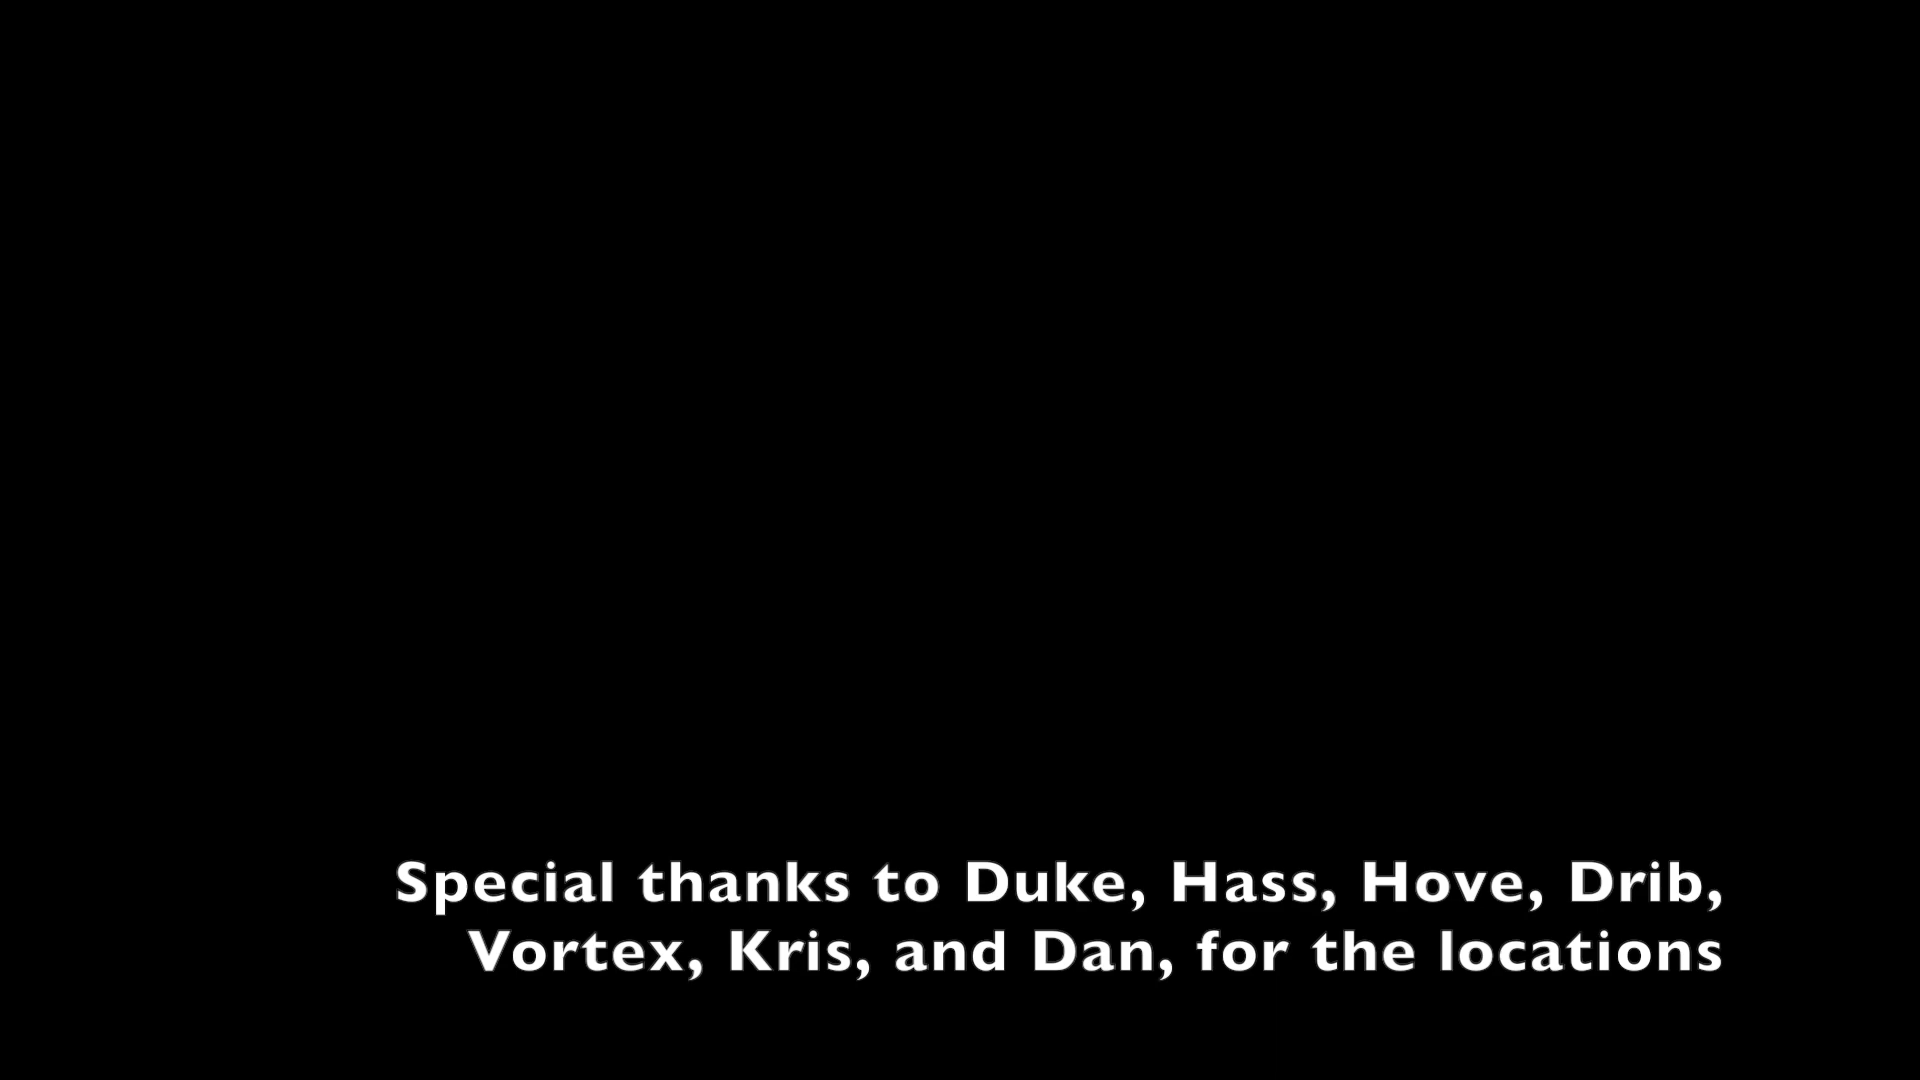 Special thanks to Duke, Hass, Hove, Drib,
Vortex, Kris, and Dan, for the locations